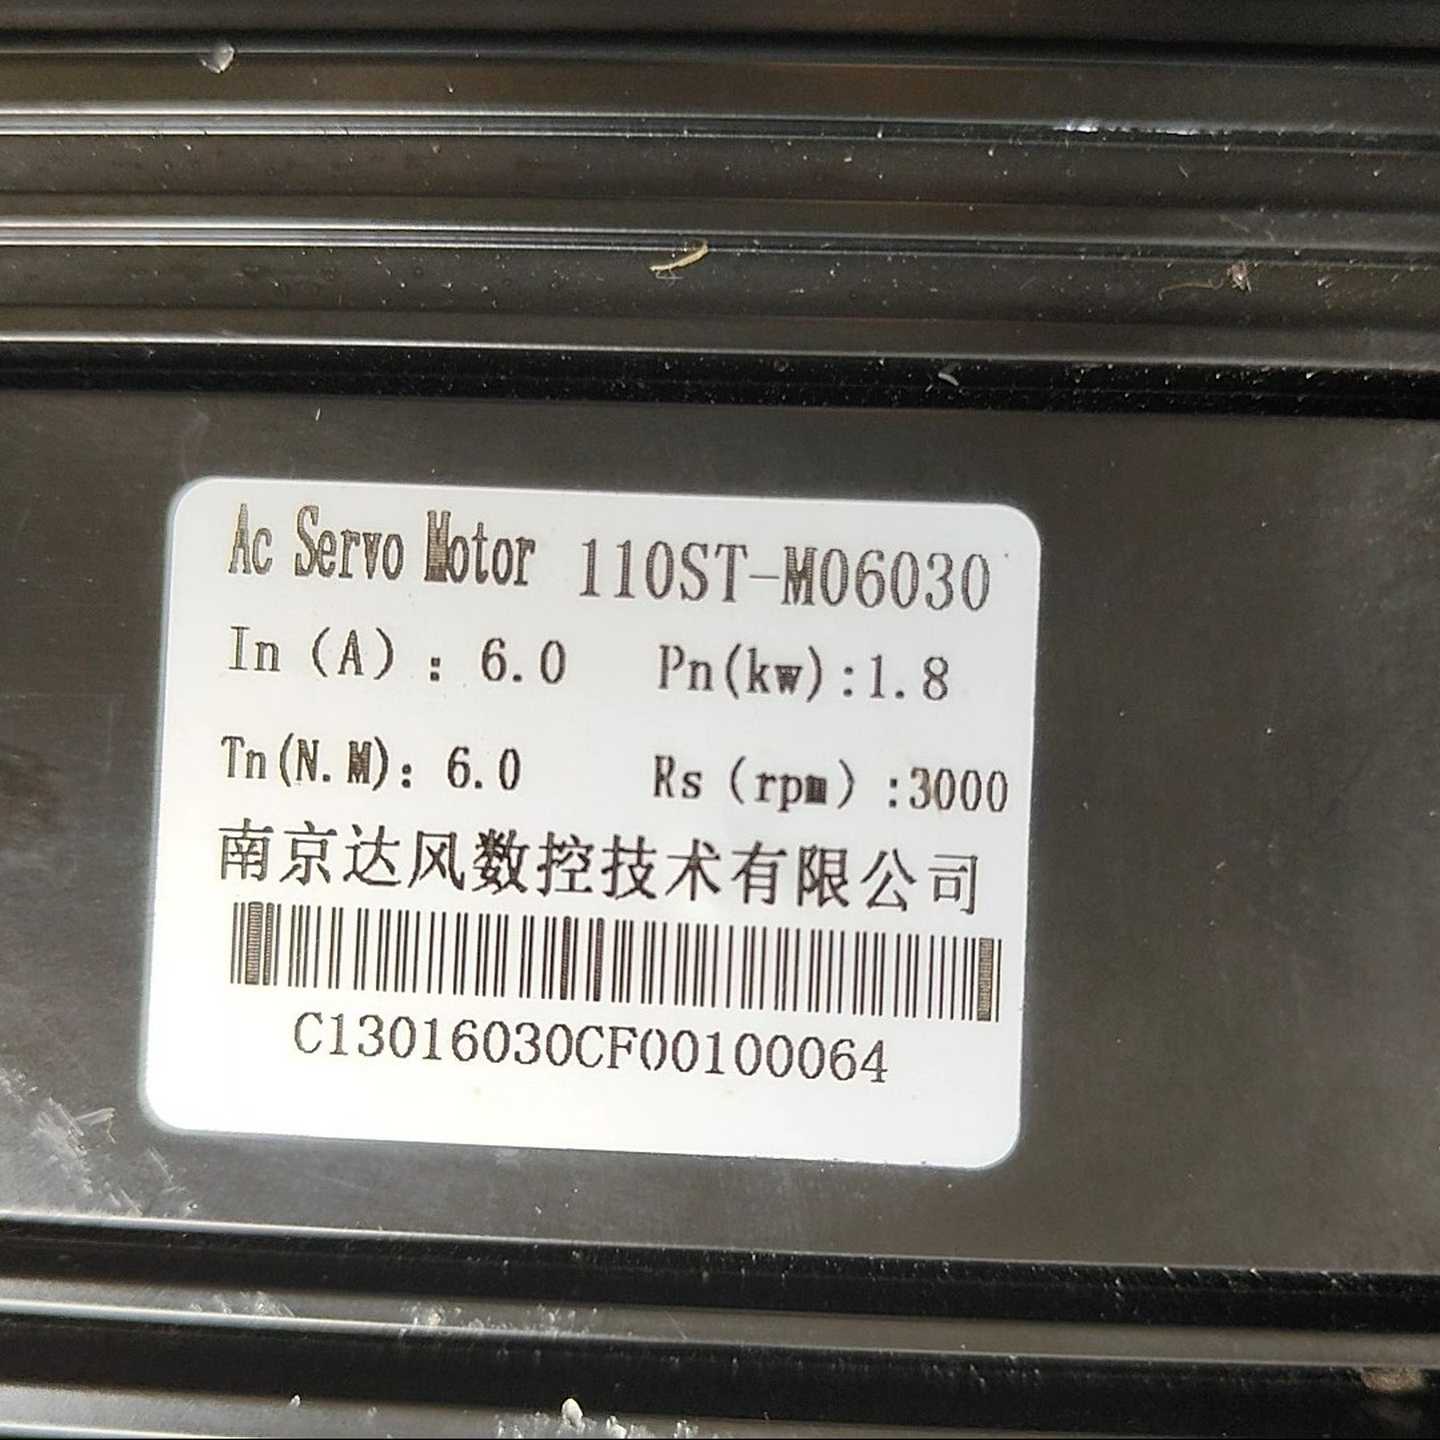 Ac Servo Motor 110ST-M06030
In（A）：6.0 Pn(kw):1.8
Tn(N.M)：6.0 Rs（rpm）:3000
南京达风数控技术有限公司
C13016030CF00100064